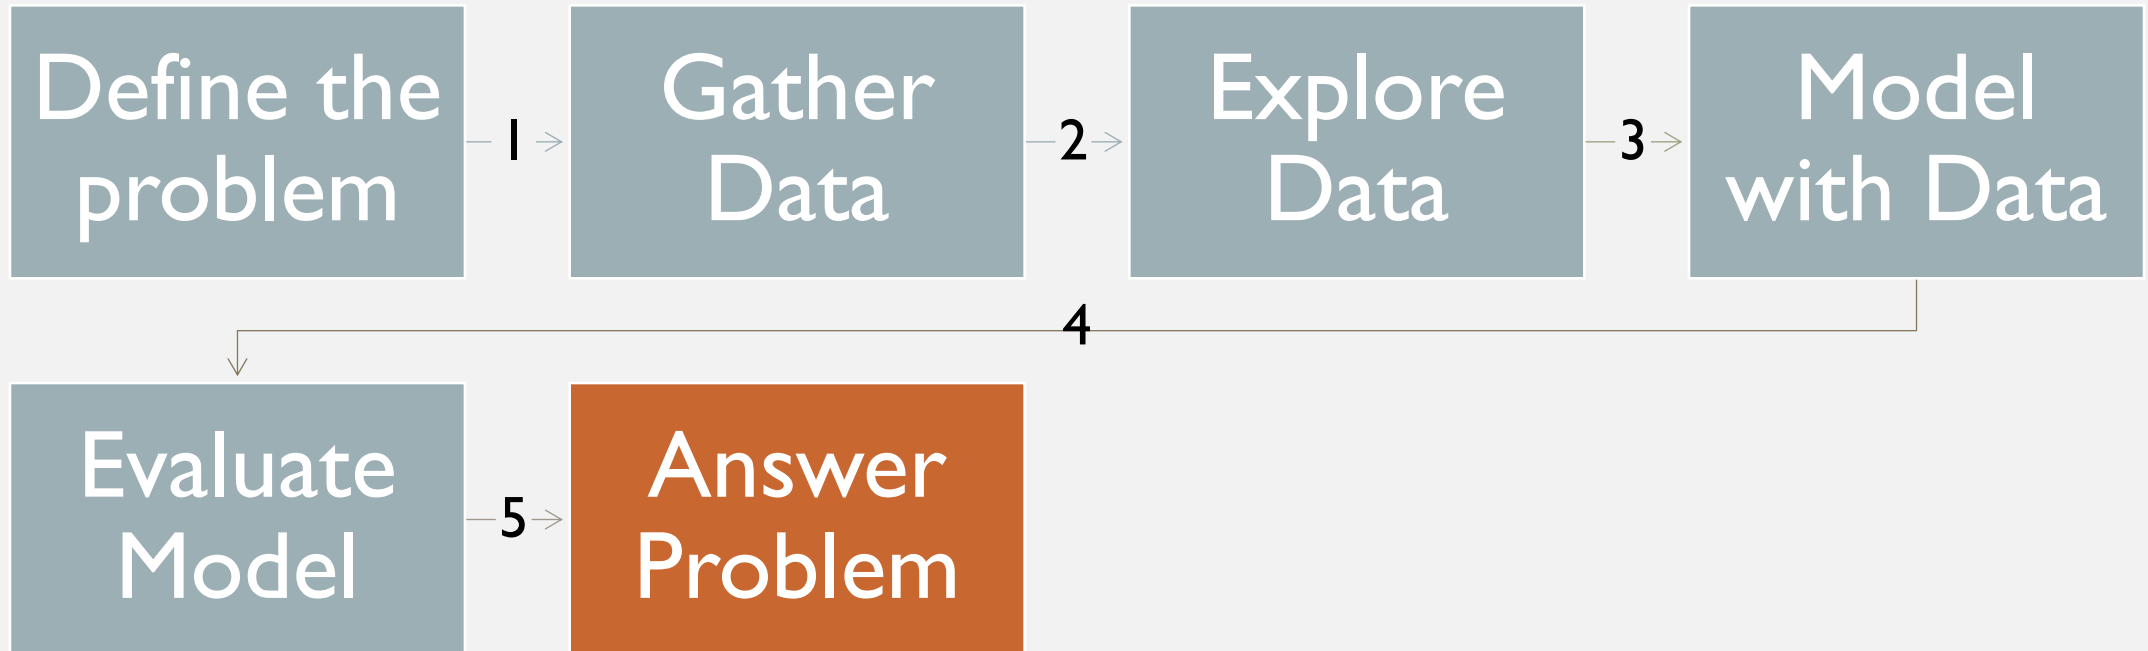 Define the
problem
1
Gather
Data
2
Explore
Data
3
Model
with Data
4
Evaluate
Model
5
Answer
Problem